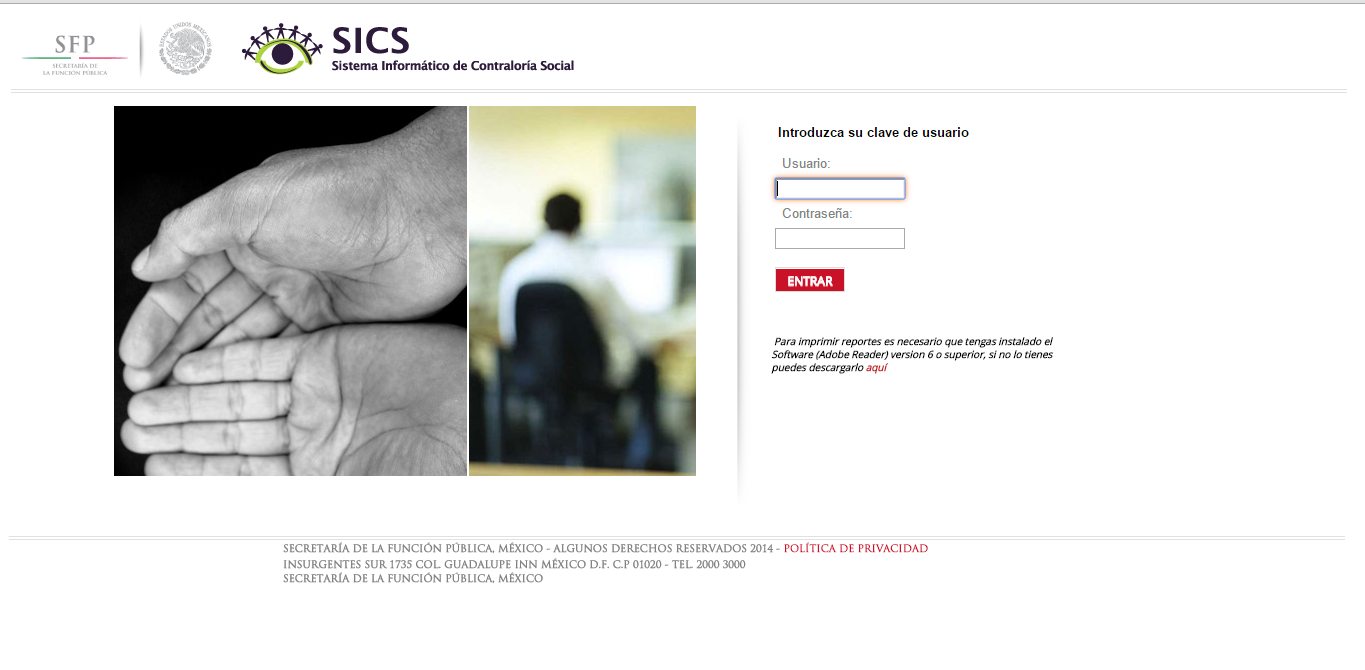 SFP
SECRETARÍA DE
LA FUNCIÓN PÚBLICA
ESTADOS UNIDOS MEXICANOS
SICS
Sistema Informático de Contraloría Social
Introduzca su clave de usuario
Usuario:
Contraseña:
ENTRAR
Para imprimir reportes es necesario que tengas instalado el
Software (Adobe Reader) version 6 o superior, si no lo tienes
puedes descargarlo aquí
SECRETARÍA DE LA FUNCIÓN PÚBLICA, MÉXICO - ALGUNOS DERECHOS RESERVADOS 2014 - POLÍTICA DE PRIVACIDAD
INSURGENTES SUR 1735 COL. GUADALUPE INN MÉXICO D.F. C.P 01020 - TEL. 2000 3000
SECRETARÍA DE LA FUNCIÓN PÚBLICA, MÉXICO